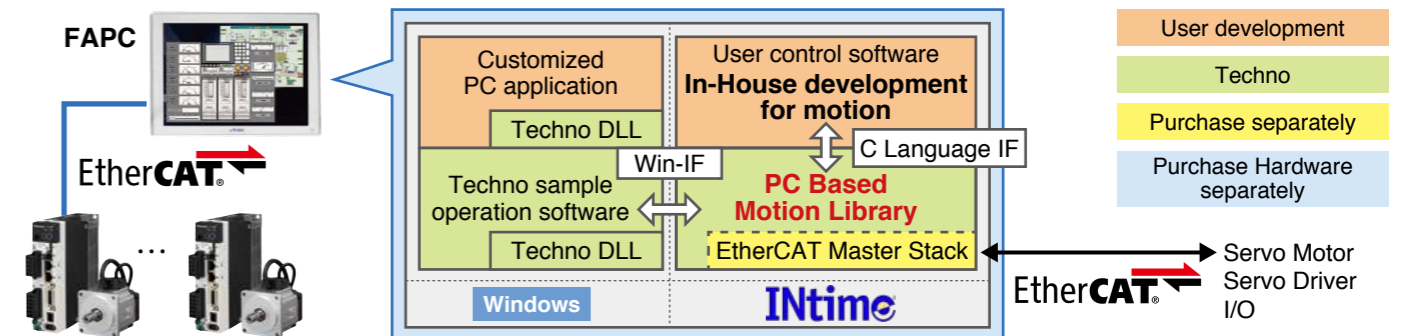 FAPC
EtherCAT®
...
Customized
PC application
Techno DLL
Techno sample
operation software
Techno DLL
Windows
Win-IF
User control software
In-House development
for motion
C Language IF
PC Based
Motion Library
EtherCAT Master Stack
INtime
EtherCAT®
Servo Motor
Servo Driver
I/O
User development
Techno
Purchase separately
Purchase Hardware
separately